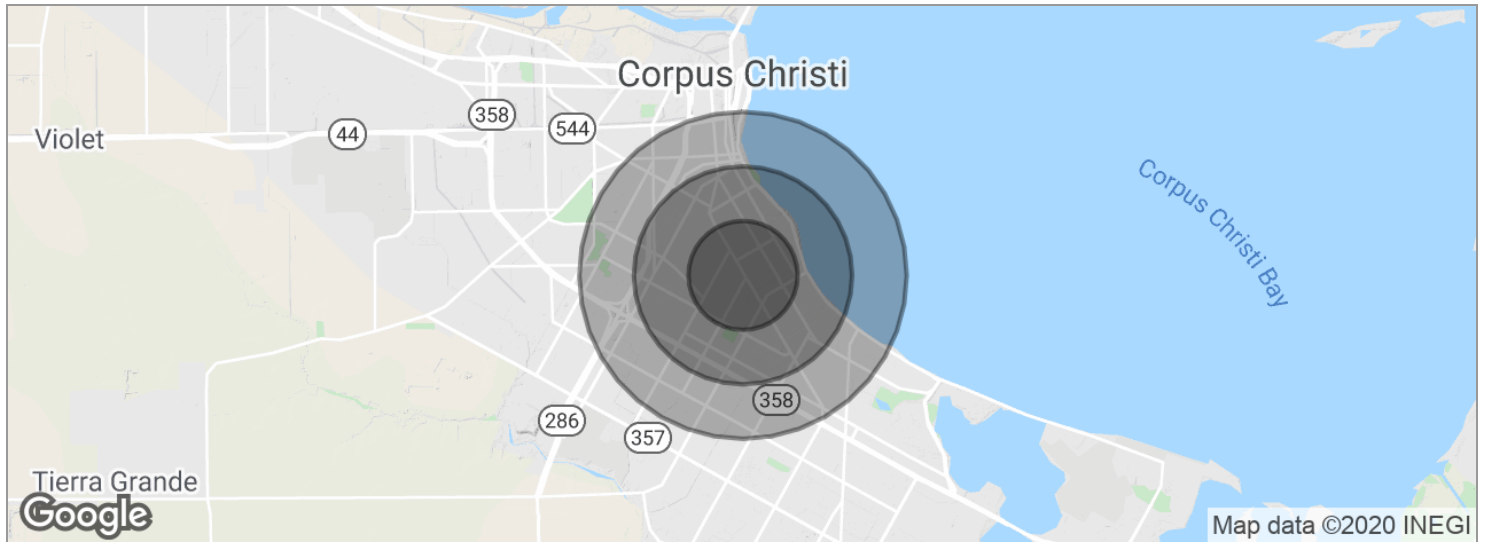 Corpus Christi
358
544
44
Violet
Corpus Christi Bay
358
286
357
Tierra Grande
Google
Map data ©2020 INEGI